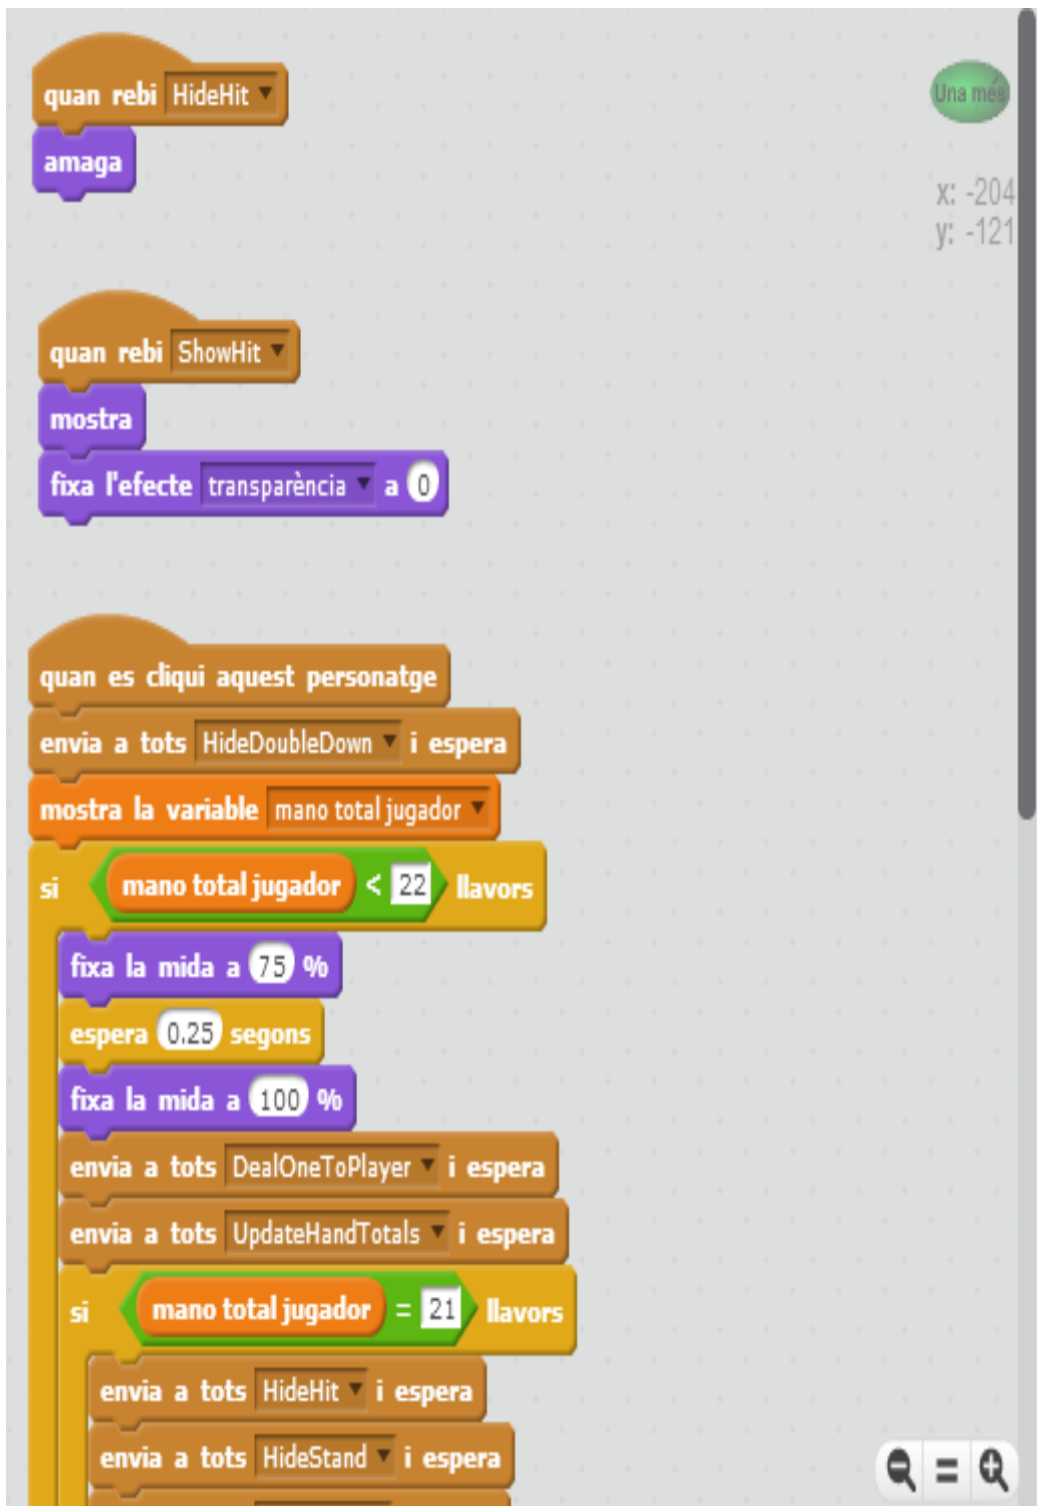 quan rebi HideHit
amaga
Una més
x: -204
y: -121
quan rebi ShowHit
mostra
fixa l'efecte transparència a 0
quan es cliqui aquest personatge
envia a tots HideDoubleDown i espera
mostra la variable mano total jugador
si mano total jugador < 22 llavors
fixa la mida a 75 %
espera 0.25 segons
fixa la mida a 100 %
envia a tots DealOneToPlayer i espera
envia a tots UpdateHandTotals i espera
si mano total jugador = 21 llavors
envia a tots HideHit i espera
envia a tots HideStand i espera